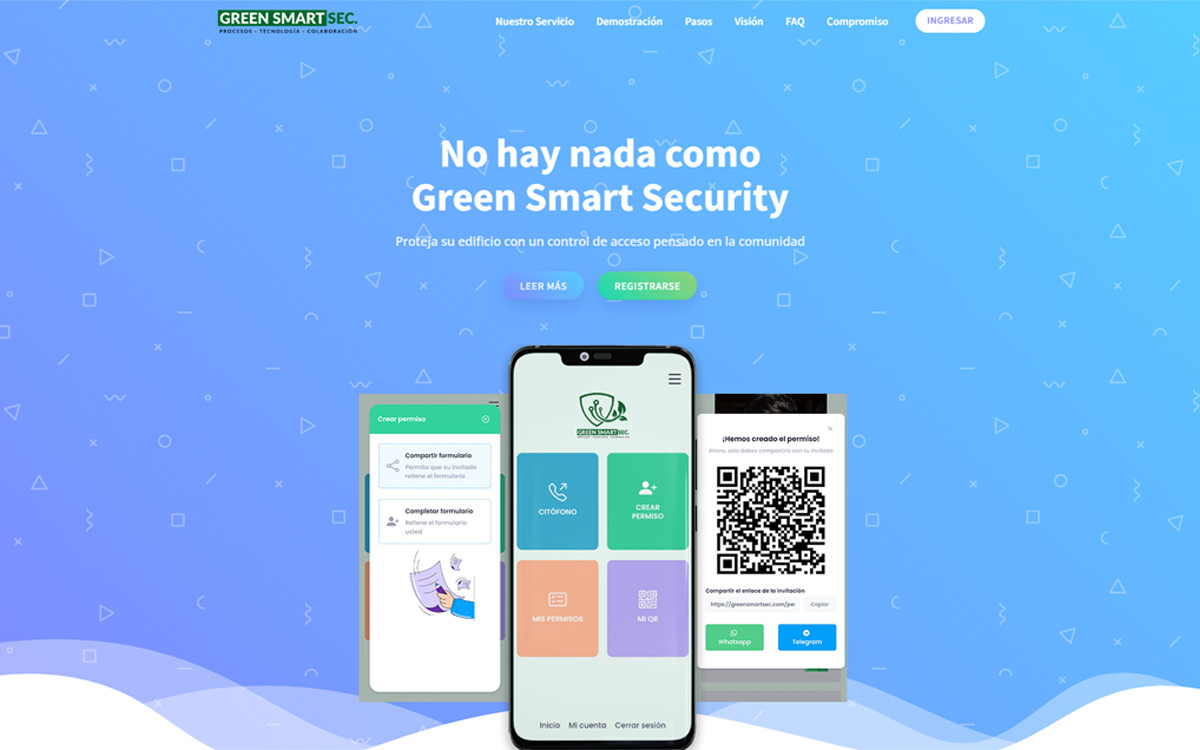 GREEN SMART SEC.
PROCESOS - TECNOLOGÍA - COLABORACIÓN
Nuestro Servicio
Demostración
Pasos
Visión
FAQ
Compromiso
INGRESAR
No hay nada como
Green Smart Security
Proteja su edificio con un control de acceso pensado en la comunidad
LEER MÁS
REGISTRARSE
Crear permiso
Compartir formulario
Permita que su invitado
rellene el formulario
Completar formulario
Rellene el formulario
usted
GREEN SMART SEC.
CITÓFONO
CREAR
PERMISO
MIS PERMISOS
MI QR
Inicio
Mi cuenta
Cerrar sesión
¡Hemos creado el permiso!
Ahora, sólo debes compartirlo con tu invitado
Compartir el enlace de la invitación
https://greensmartsec.com/per
Copiar
Whatsapp
Telegram